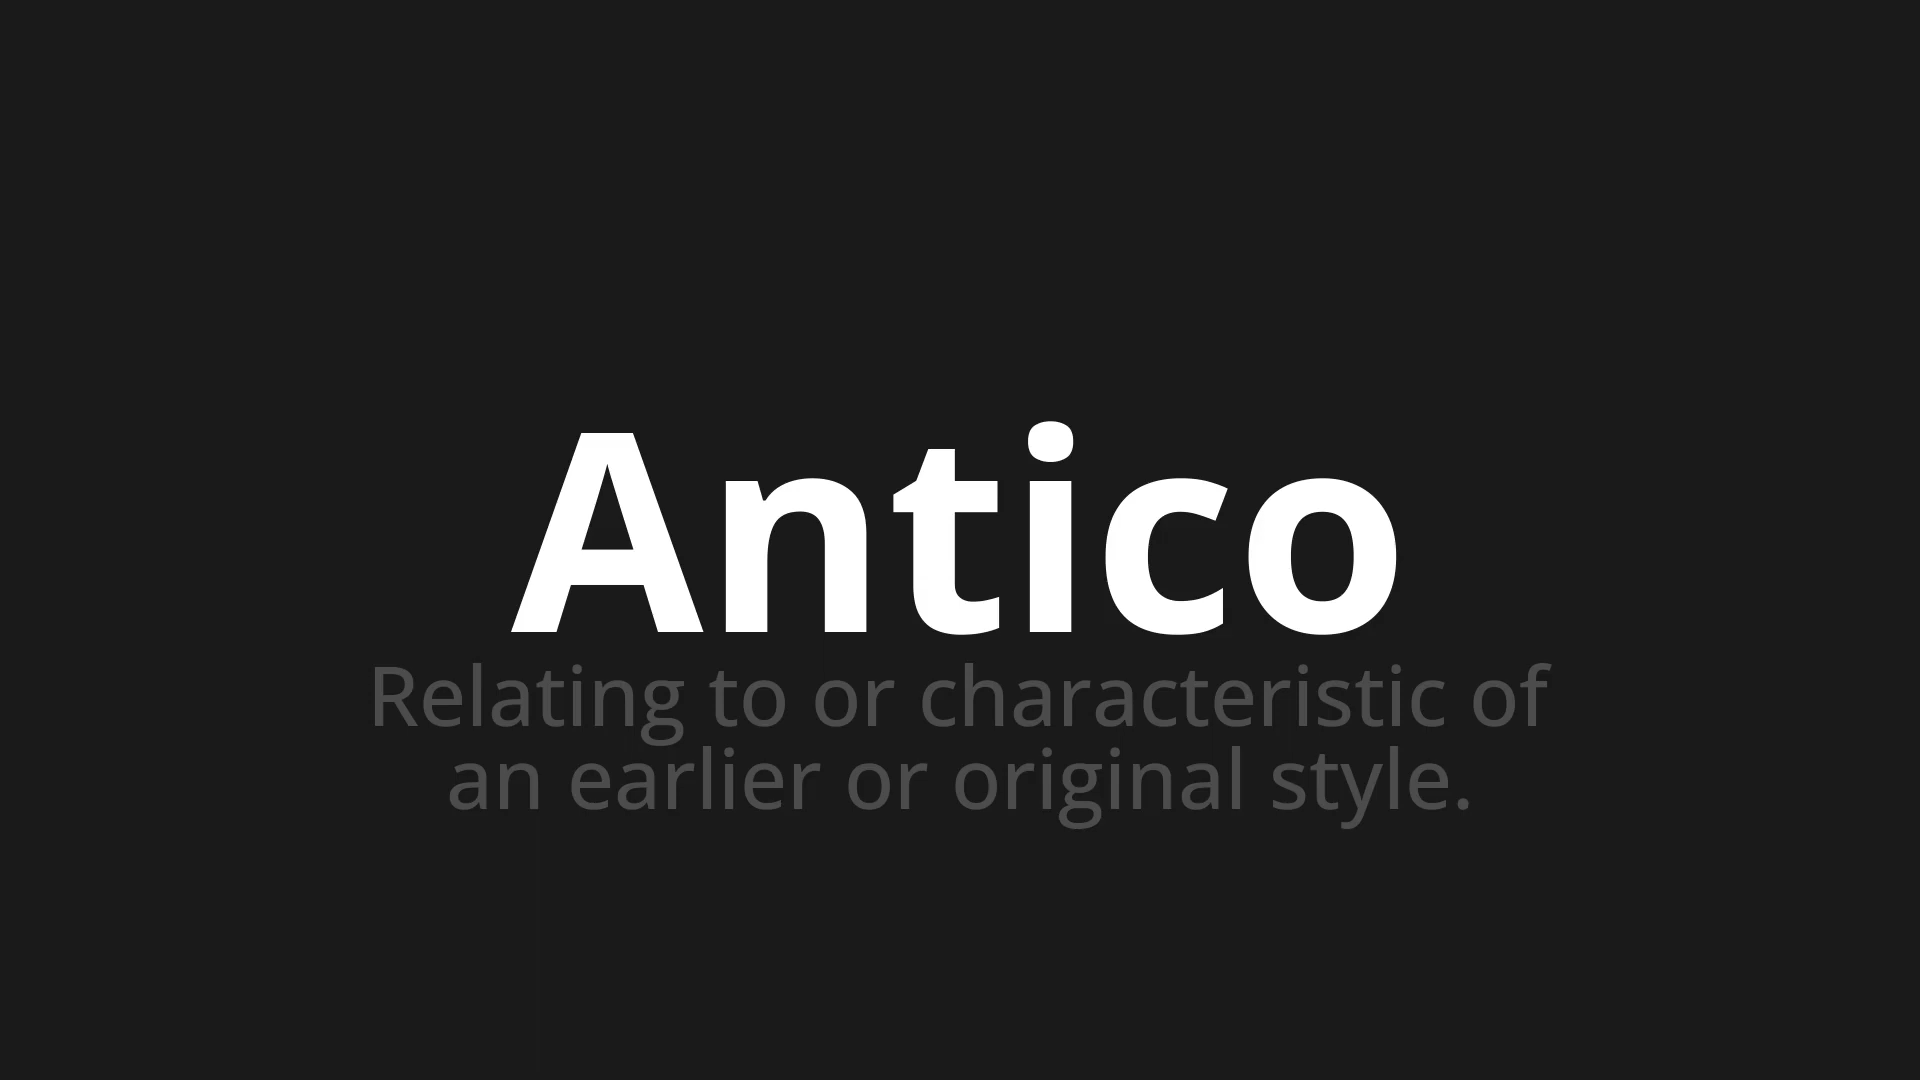 Antico
Relating to or characteristic of
an earlier or original style.